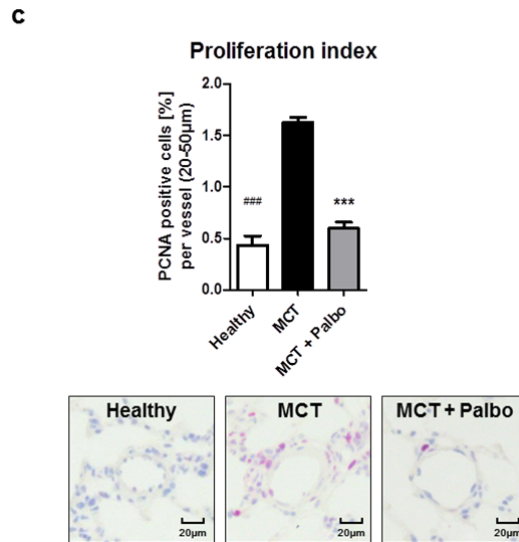 c
Proliferation index
PCNA positive cells [%]
per vessel (20-50µm)
2.0
1.5
1.0
0.5
0.0
###
***
Healthy
MCT
MCT + Palbo
Healthy
MCT
MCT + Palbo
20µm
20µm
20µm